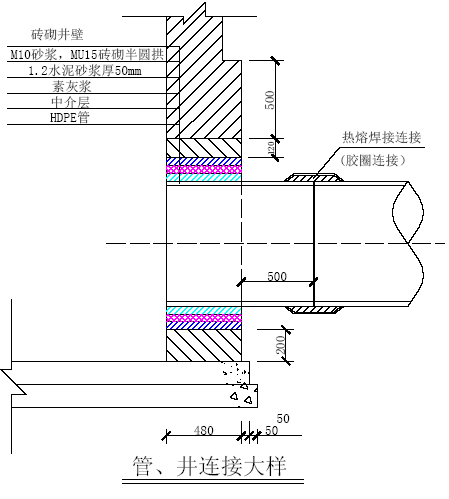 砖砌井壁
M10砂浆，MU15砖砌半圆拱
1.2水泥砂浆厚50mm
素灰浆
中介层
HDPE管
500
120
热熔焊接连接
（胶圈连接）
500
200
50
480
50
管、井连接大样